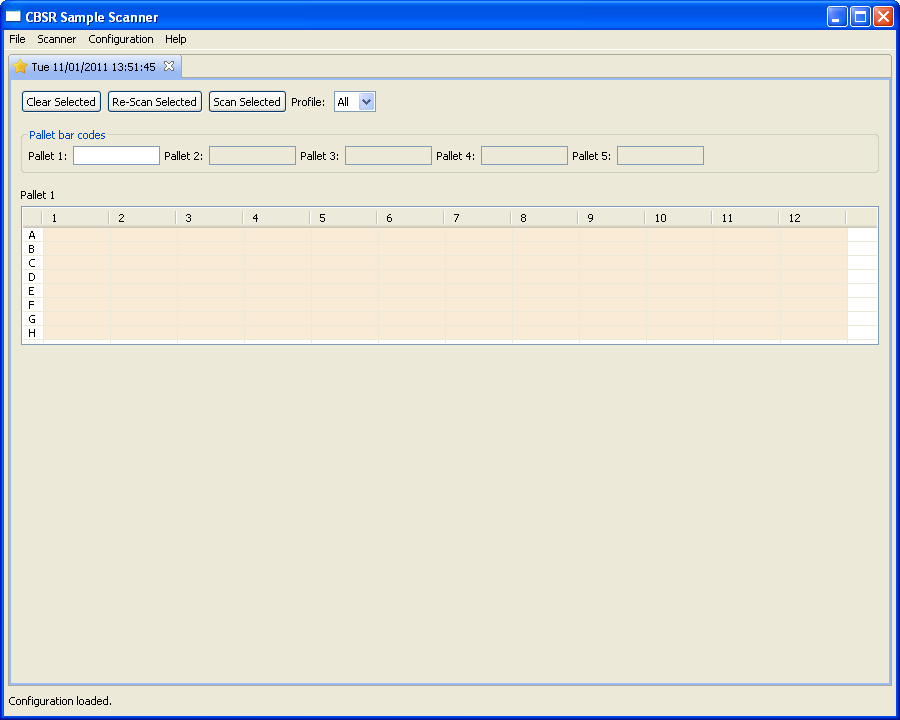 CBSR Sample Scanner
File Scanner Configuration Help
Tue 11/01/2011 13:51:45
Clear Selected Re-Scan Selected Scan Selected Profile: All
Pallet bar codes
Pallet 1: Pallet 2: Pallet 3: Pallet 4: Pallet 5:
Pallet 1
1 2 3 4 5 6 7 8 9 10 11 12
A
B
C
D
E
F
G
H
Configuration loaded.